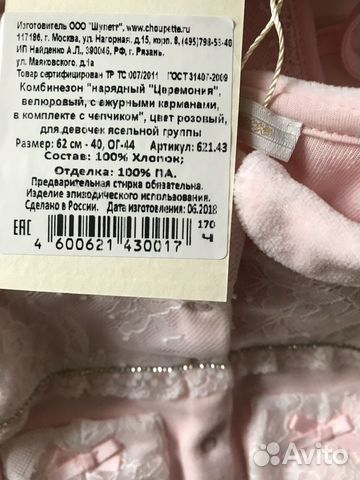 Изготовитель ООО "Шупетт", www.choupette.ru
117186, г. Москва, ул. Нагорная, д.15, корп. 8, (495)798-53-46
ИП Найденко А.Л., 390046, РФ, г. Рязань,
ул. Маяковского, д.1а
Товар сертифицирован ТР ТС 007/2011 ГОСТ 31407-2009
Комбинезон "нарядный "Церемония",
велюровый, с ажурными карманами,
в комплекте с чепчиком", цвет розовый,
для девочек ясельной группы
Размер: 62 см - 40, ОГ-44 Артикул: 621.43
Состав: 100% Хлопок;
Отделка: 100% ПА.
Предварительная стирка обязательна.
Изделие эпизодического использования.
Сделано в России. Дата изготовления: 06.2018
ЕАС
4 600621 430017
170
Ч
Avito